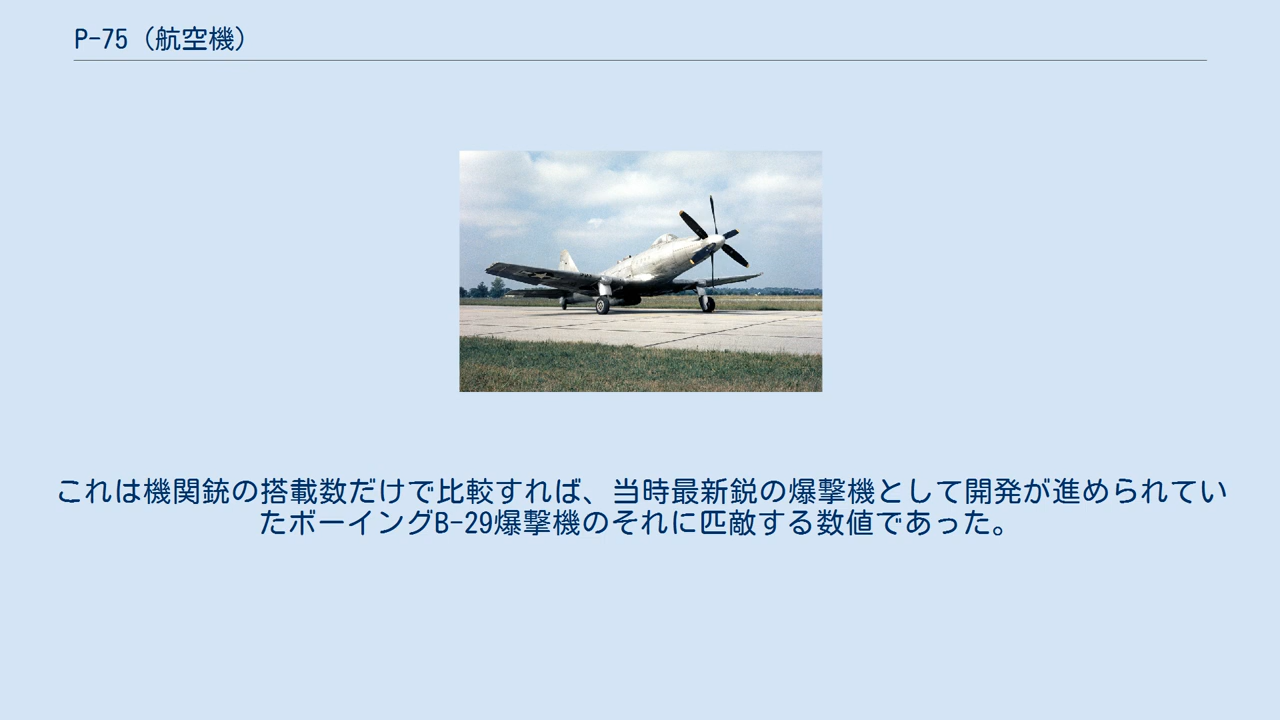 P-75（航空機）
これは機関銃の搭載数だけで比較すれば、当時最新鋭の爆撃機として開発が進められてい
たボーイングB-29爆撃機のそれに匹敵する数値であった。